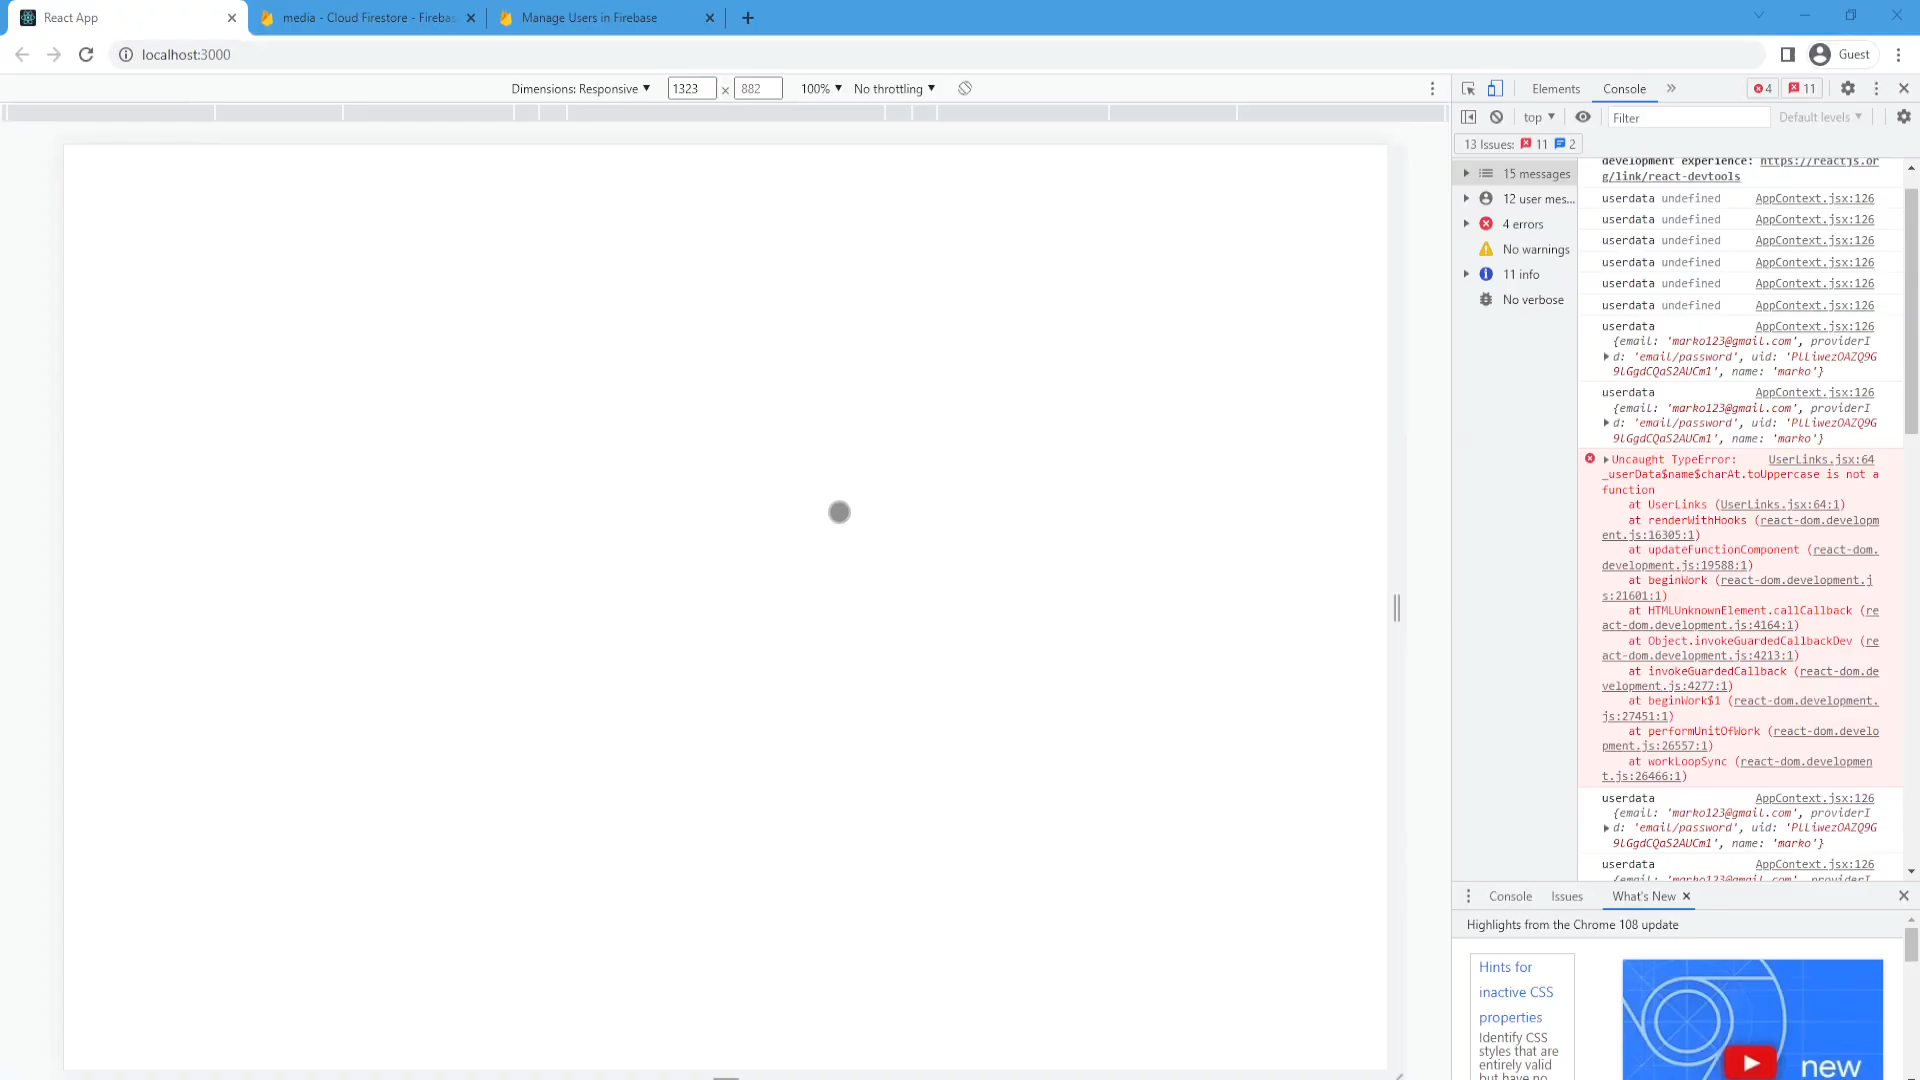 React App
media - Cloud Firestore - Firebas
Manage Users in Firebase
localhost:3000
Guest
Dimensions: Responsive
1323
x
882
100%
No throttling
Elements
Console
4
11
top
Filter
Default levels
13 Issues:
11
2
15 messages
12 user mes...
4 errors
No warnings
11 info
No verbose
development experience: https://reactjs.or
g/link/react-devtools
userdata undefined AppContext.jsx:126
userdata undefined AppContext.jsx:126
userdata undefined AppContext.jsx:126
userdata undefined AppContext.jsx:126
userdata undefined AppContext.jsx:126
userdata undefined AppContext.jsx:126
userdata AppContext.jsx:126
{email: 'marko123@gmail.com', providerI
d: 'email/password', uid: 'PlLiwezOAZQ9G
9lGgdCQaS2AUCm1', name: 'marko'}
userdata AppContext.jsx:126
{email: 'marko123@gmail.com', providerI
d: 'email/password', uid: 'PlLiwezOAZQ9G
9lGgdCQaS2AUCm1', name: 'marko'}
Uncaught TypeError: UserLinks.jsx:64
_userData$name$charAt.toUppercase is not a
function
at UserLinks (UserLinks.jsx:64:1)
at renderWithHooks (react-dom.developm
ent.js:16305:1)
at updateFunctionComponent (react-dom.
development.js:19588:1)
at beginWork (react-dom.development.j
s:21601:1)
at HTMLUnknownElement.callCallback (re
act-dom.development.js:4164:1)
at Object.invokeGuardedCallbackDev (re
act-dom.development.js:4213:1)
at invokeGuardedCallback (react-dom.de
velopment.js:4277:1)
at beginWork$1 (react-dom.development.
js:27451:1)
at performUnitOfWork (react-dom.develo
pment.js:26557:1)
at workLoopSync (react-dom.developmen
t.js:26466:1)
userdata AppContext.jsx:126
{email: 'marko123@gmail.com', providerI
d: 'email/password', uid: 'PlLiwezOAZQ9G
9lGgdCQaS2AUCm1', name: 'marko'}
userdata AppContext.jsx:126
{email: 'marko123@gmail.com', providerI
Console
Issues
What's New
Highlights from the Chrome 108 update
Hints for
inactive CSS
properties
Identify CSS
styles that are
entirely valid
but have no
new